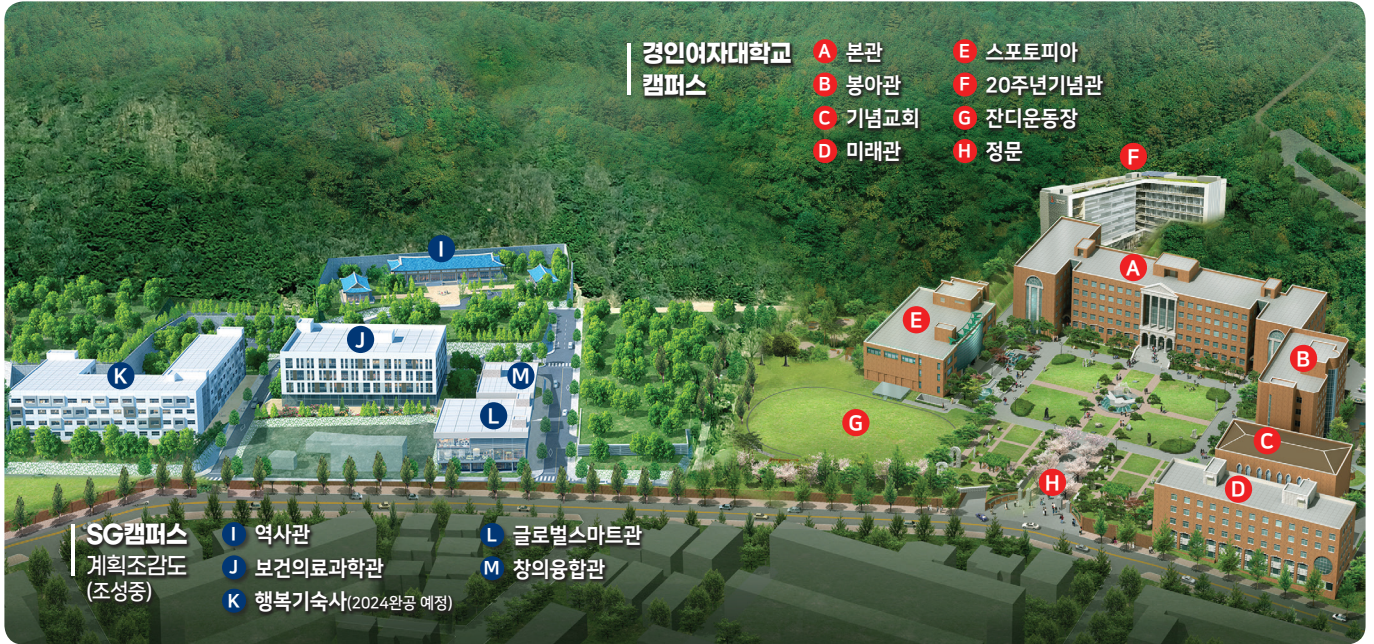 경인여자대학교
캠퍼스
A 본관
B 봉아관
C 기념교회
D 미래관
E 스포토피아
F 20주년기념관
G 잔디운동장
H 정문
F
A
I
E
J
B
M
K
L
G
C
H
D
SG캠퍼스
계획조감도
(조성중)
I 역사관
J 보건의료과학관
K 행복기숙사(2024완공 예정)
L 글로벌스마트관
M 창의융합관